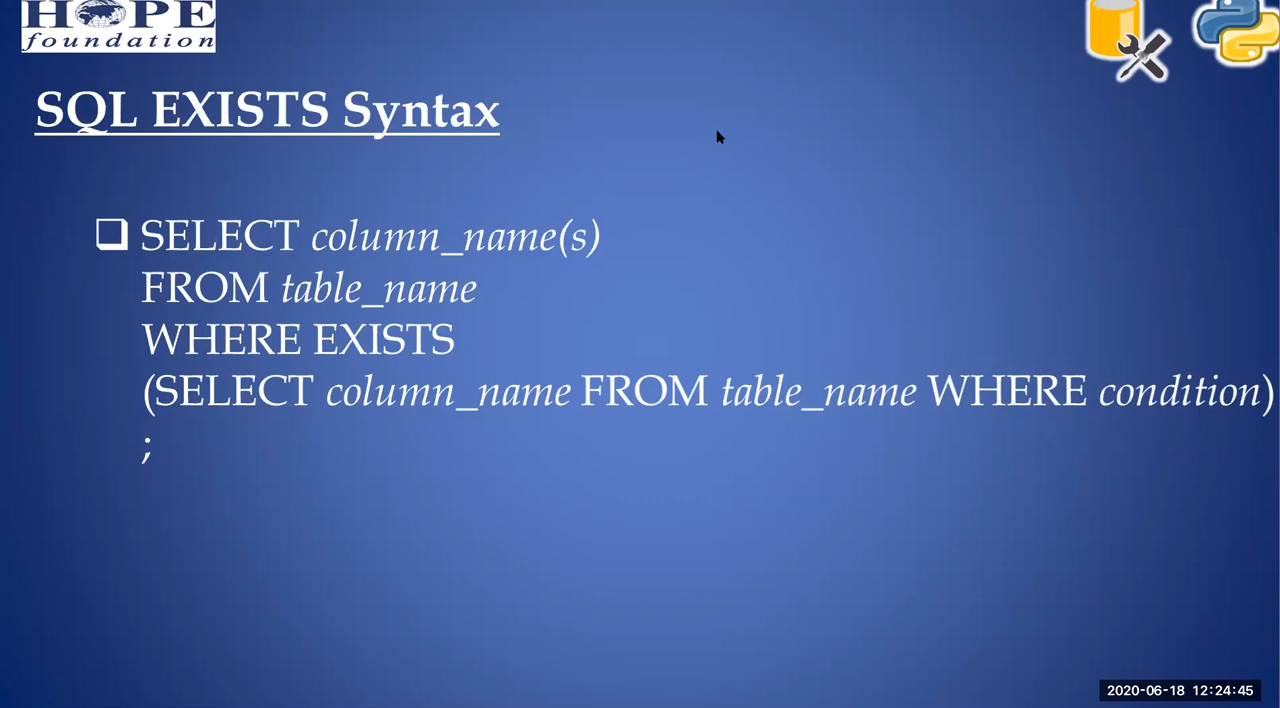 HOPE
foundation
SQL EXISTS Syntax
SELECT column_name(s)
FROM table_name
WHERE EXISTS
(SELECT column_name FROM table_name WHERE condition)
;
2020-06-18 12:24:45